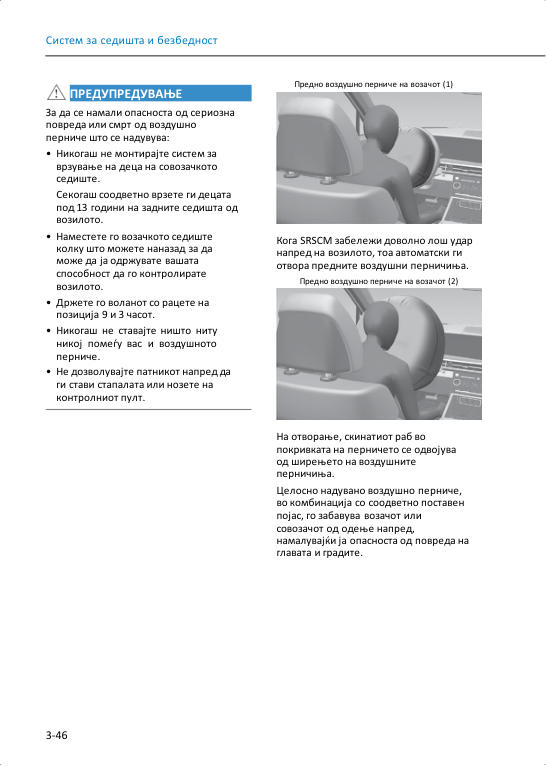 Систем за седишта и безбедност
ПРЕДУПРЕДУВАЊЕ
За да се намали опасноста од сериозна
повреда или смрт од воздушно
перниче што се надувува:
• Никогаш не монтирајте систем за
врзување на деца на совозачкото
седиште.
Секогаш соодветно врзете ги децата
под 13 години на задните седишта од
возилото.
• Наместете го возачкото седиште
колку што можете наназад за да
може да ја одржувате вашата
способност да го контролирате
возилото.
• Држете го воланот со рацете на
позиција 9 и 3 часот.
• Никогаш не ставајте ништо ниту
никој помеѓу вас и воздушното
перниче.
• Не дозволувајте патникот напред да
ги стави стапалата или нозете на
контролниот пулт.
Предно воздушно перниче на возачот (1)
Кога SRSCM забележи доволно лош удар
напред на возилото, тоа автоматски ги
отвора предните воздушни перничиња.
Предно воздушно перниче на возачот (2)
На отворање, скинатиот раб во
покривката на перничето се одвојува
од ширењето на воздушните
перничиња.
Целосно надувано воздушно перниче,
во комбинација со соодветно поставен
појас, го забавува возачот или
совозачот од одење напред,
намалувајќи ја опасноста од повреда на
главата и градите.
3-46